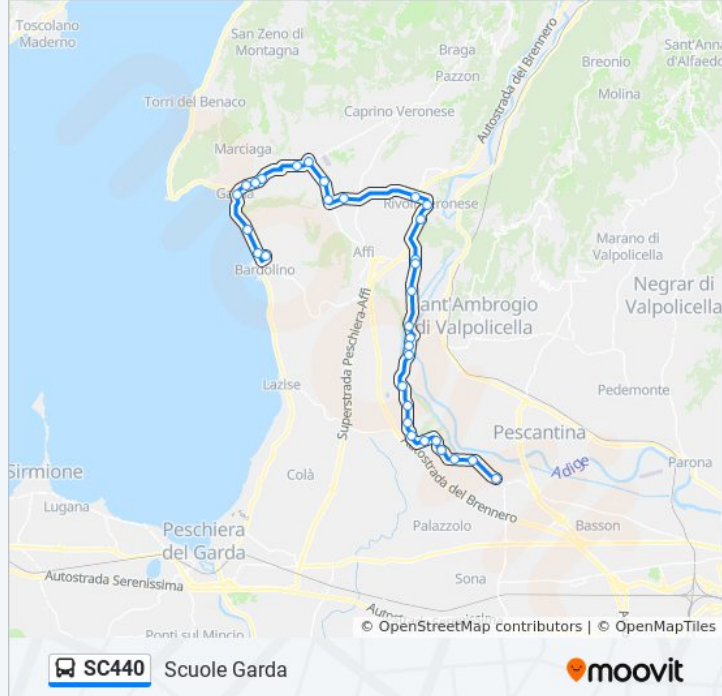 Toscolano
Maderno
San Zeno di
Montagna
Braga
Pazzon
Autostrada del Brennero
Breonio
Sant'Anna
d'Alfaedo
Molina
Torri del Benaco
Caprino Veronese
Marciaga
Garda
Rivoli Veronese
Affi
Marano di
Valpolicella
Bardolino
Negrar di
Valpolicella
Sant'Ambrogio
di Valpolicella
Superstrada Peschiera-Affi
Lazise
Pedemonte
Pescantina
Adige
Parona
Sirmione
Lugana
Colà
Autostrada del Brennero
Palazzolo
Basson
Peschiera
del Garda
Sona
Autostrada Serenissima
Ponti sul Mincio
© OpenStreetMap contributors | © OpenMapTiles
SC440 Scuole Garda
moovit